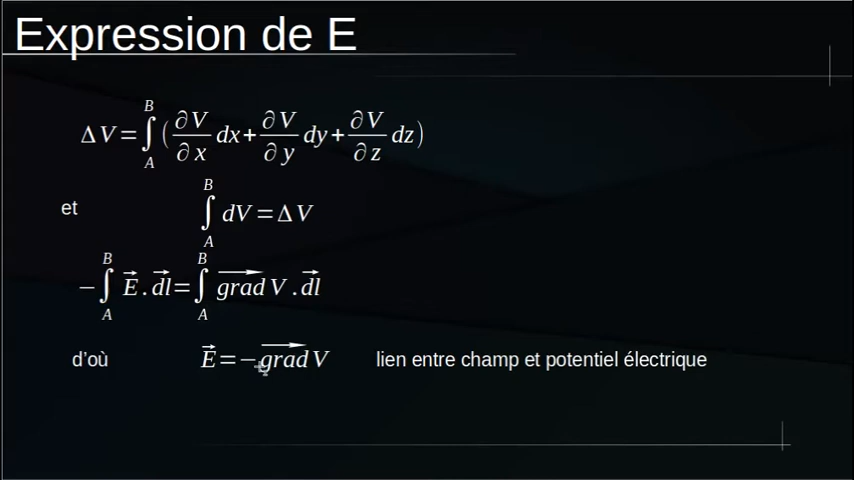 Expression de E
ΔV=∫_A^B (∂V/∂x dx+∂V/∂y dy+∂V/∂z dz)
et ∫_A^B dV=ΔV
−∫_A^B E⃗.dl⃗=∫_A^B grad⃗ V.dl⃗
d'où E⃗=−grad⃗ V lien entre champ et potentiel électrique